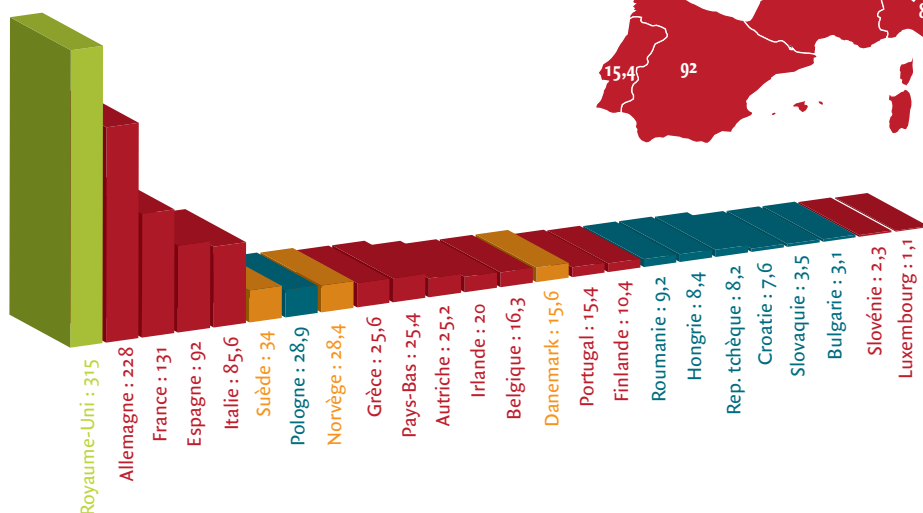 8
15,4
92
Royaume-Uni : 315
Allemagne : 228
France : 131
Espagne : 92
Italie : 85,6
Suède : 34
Pologne : 28,9
Norvège : 28,4
Grèce : 25,6
Pays-Bas : 25,4
Autriche : 25,2
Irlande : 20
Belgique : 16,3
Danemark : 15,6
Portugal : 15,4
Finlande : 10,4
Roumanie : 9,2
Hongrie : 8,4
Rep. tchèque : 8,2
Croatie : 7,6
Slovaquie : 3,5
Bulgarie : 3,1
Slovénie : 2,3
Luxembourg : 1,1